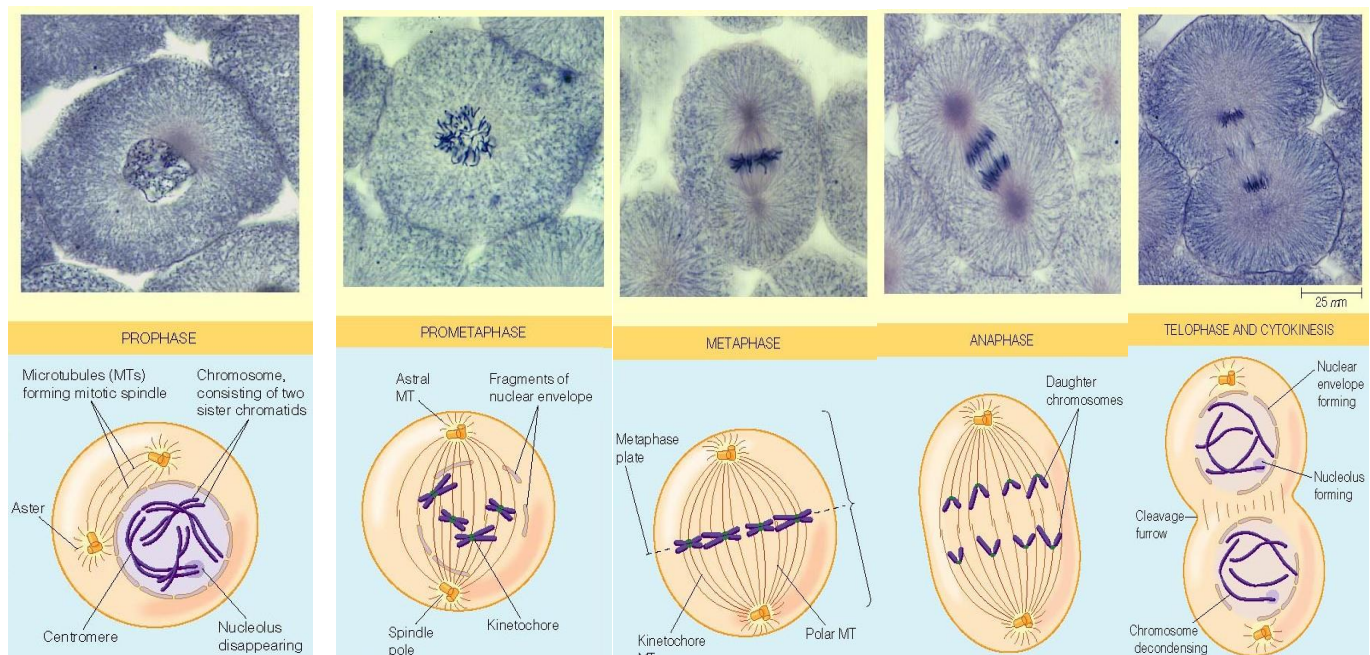 25 mm
PROPHASE
PROMETAPHASE
METAPHASE
ANAPHASE
TELOPHASE AND CYTOKINESIS
Microtubules (MTs)
forming mitotic spindle
Chromosome,
consisting of two
sister chromatids
Aster
Centromere
Nucleolus
disappearing
Astral
MT
Fragments of
nuclear envelope
Spindle
pole
Kinetochore
Metaphase
plate
Kinetochore
Polar MT
Daughter
chromosomes
Nuclear
envelope
forming
Nucleolus
forming
Cleavage
furrow
Chromosome
decondensing